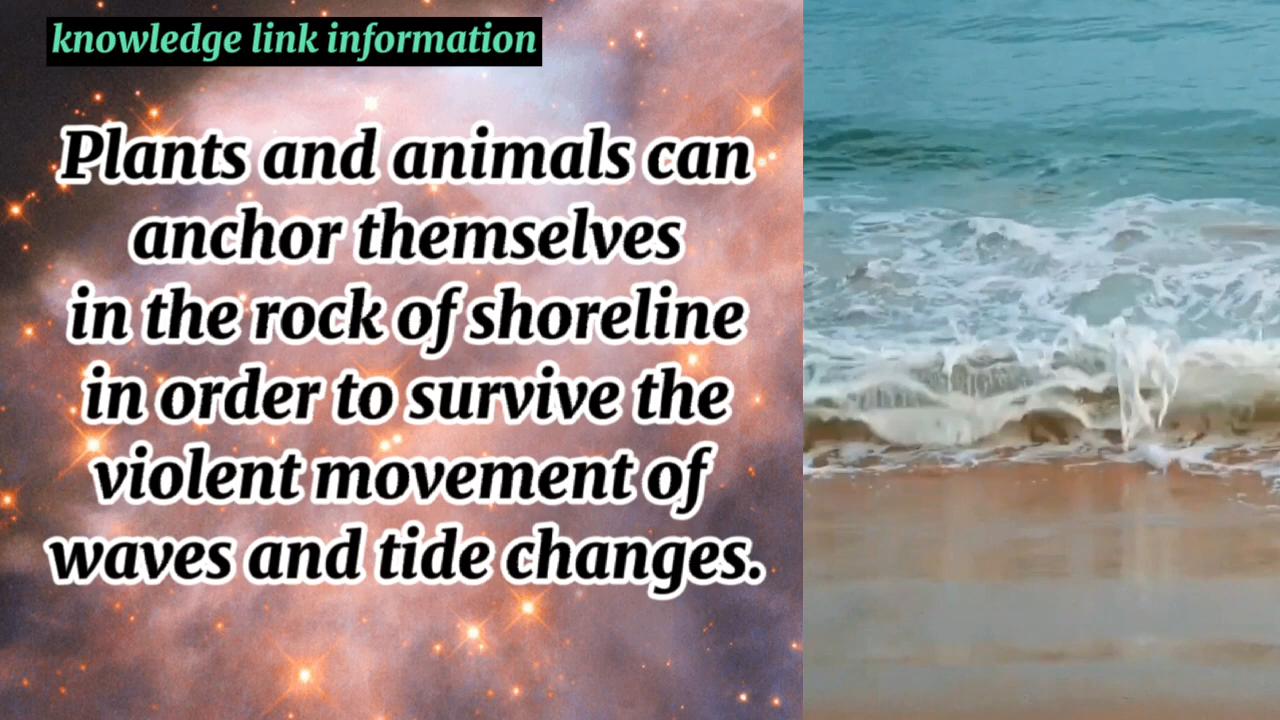 knowledge link information
Plants and animals can
anchor themselves
in the rock of shoreline
in order to survive the
violent movement of
waves and tide changes.